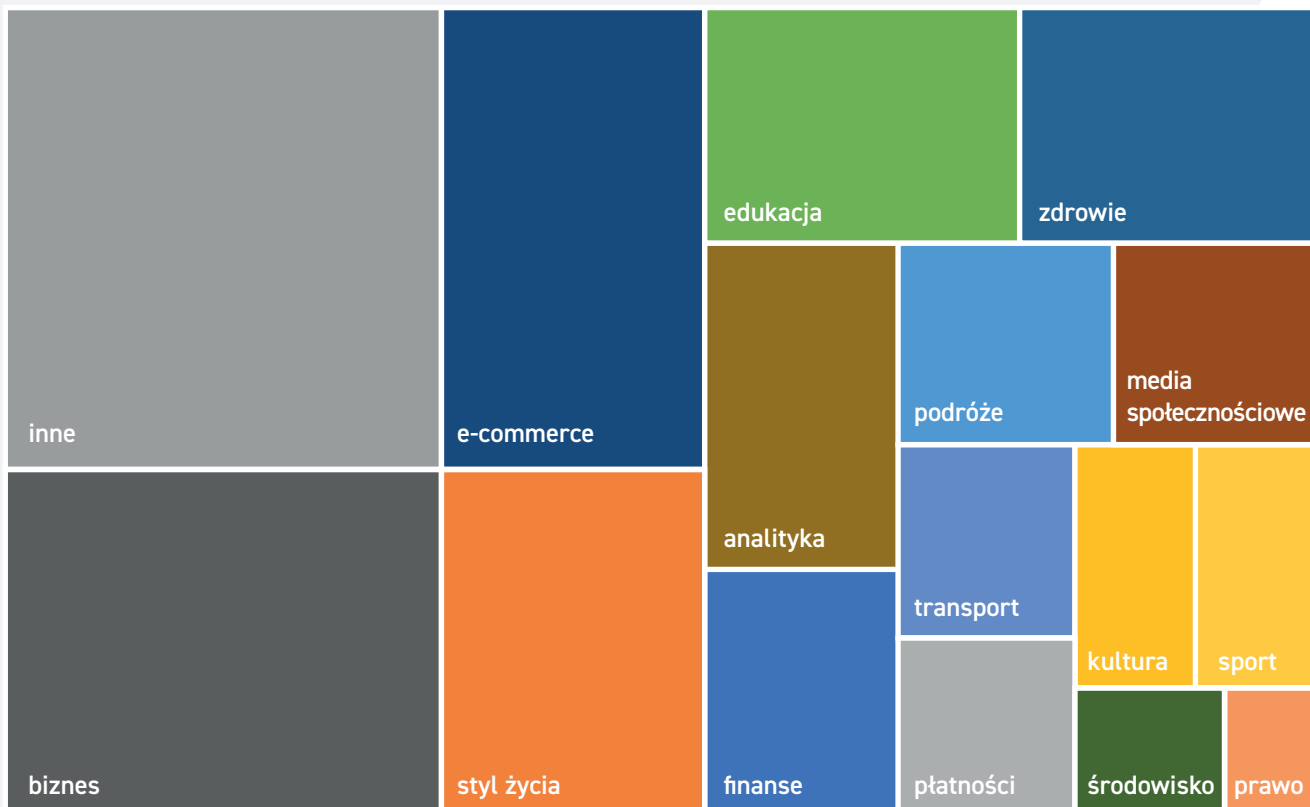 edukacja
zdrowie
inne
e-commerce
podróże
media
społecznościowe
analityka
transport
kultura
sport
biznes
styl życia
finanse
płatności
środowisko
prawo